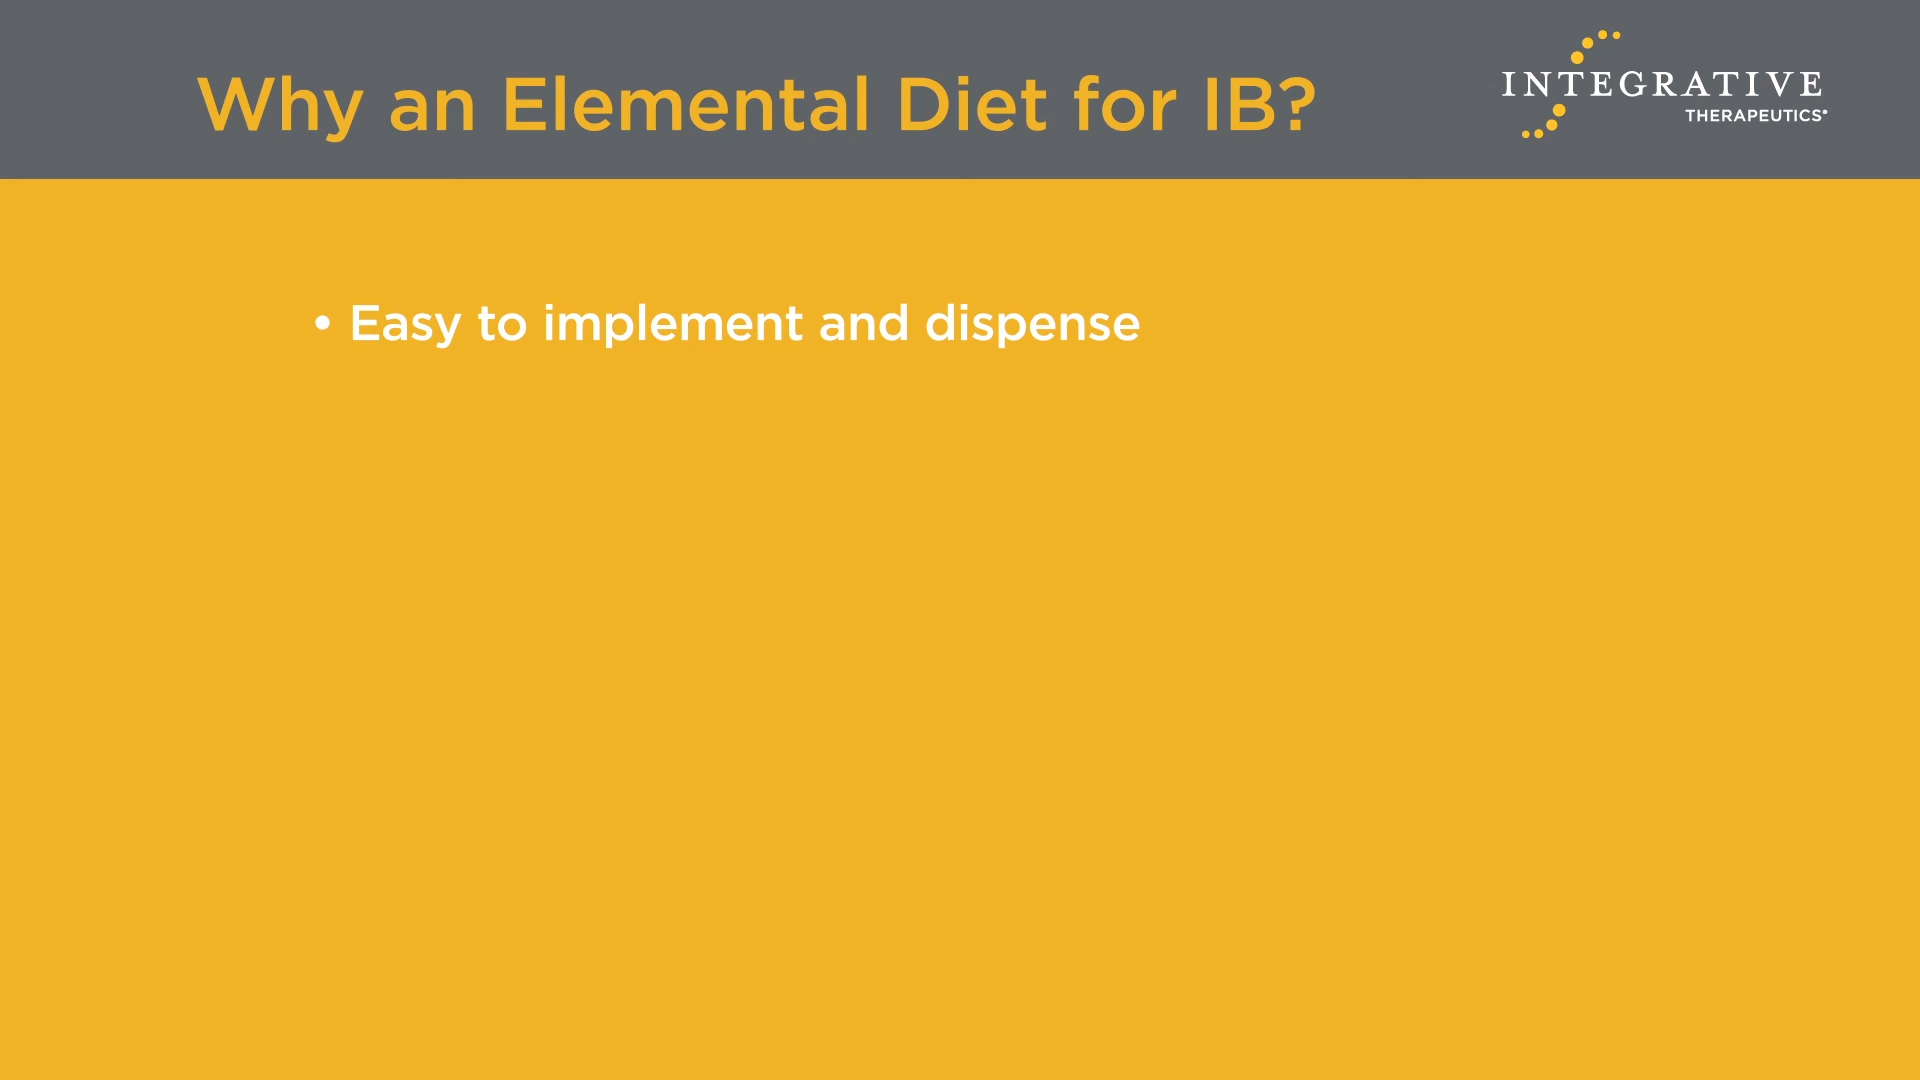 Why an Elemental Diet for IB?
INTEGRATIVE
THERAPEUTICS®
• Easy to implement and dispense